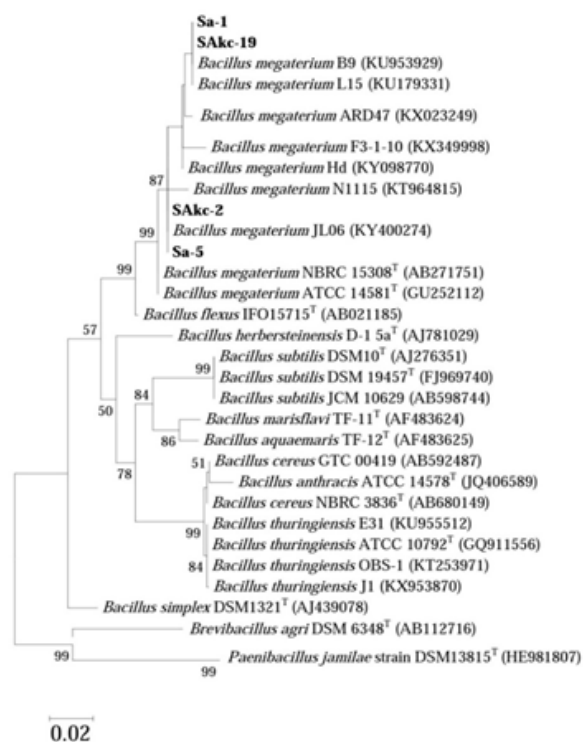 Sa-1
SAkc-19
Bacillus megaterium B9 (KU953929)
Bacillus megaterium L15 (KU179331)
Bacillus megaterium ARD47 (KX023249)
Bacillus megaterium F3-1-10 (KX349998)
Bacillus megaterium Hd (KY098770)
87
Bacillus megaterium N1115 (KT964815)
SAkc-2
Bacillus megaterium JL06 (KY400274)
99
Sa-5
99
Bacillus megaterium NBRC 15308ᵀ (AB271751)
Bacillus megaterium ATCC 14581ᵀ (GU252112)
Bacillus flexus IFO15715ᵀ (AB021185)
57
Bacillus herbersteinensis D-1 5aᵀ (AJ781029)
Bacillus subtilis DSM10ᵀ (AJ276351)
99
Bacillus subtilis DSM 19457ᵀ (FJ969740)
84
Bacillus subtilis JCM 10629 (AB598744)
50
Bacillus marisflavi TF-11ᵀ (AF483624)
86
Bacillus aquaemaris TF-12ᵀ (AF483625)
51
Bacillus cereus GTC 00419 (AB592487)
78
Bacillus anthracis ATCC 14578ᵀ (JQ406589)
Bacillus cereus NBRC 3836ᵀ (AB680149)
Bacillus thuringiensis E31 (KU955512)
99
Bacillus thuringiensis ATCC 10792ᵀ (GQ911556)
84
Bacillus thuringiensis OBS-1 (KT253971)
Bacillus thuringiensis J1 (KX953870)
Bacillus simplex DSM1321ᵀ (AJ439078)
Brevibacillus agri DSM 6348ᵀ (AB112716)
99
Paenibacillus jamilae strain DSM13815ᵀ (HE981807)
99
0.02